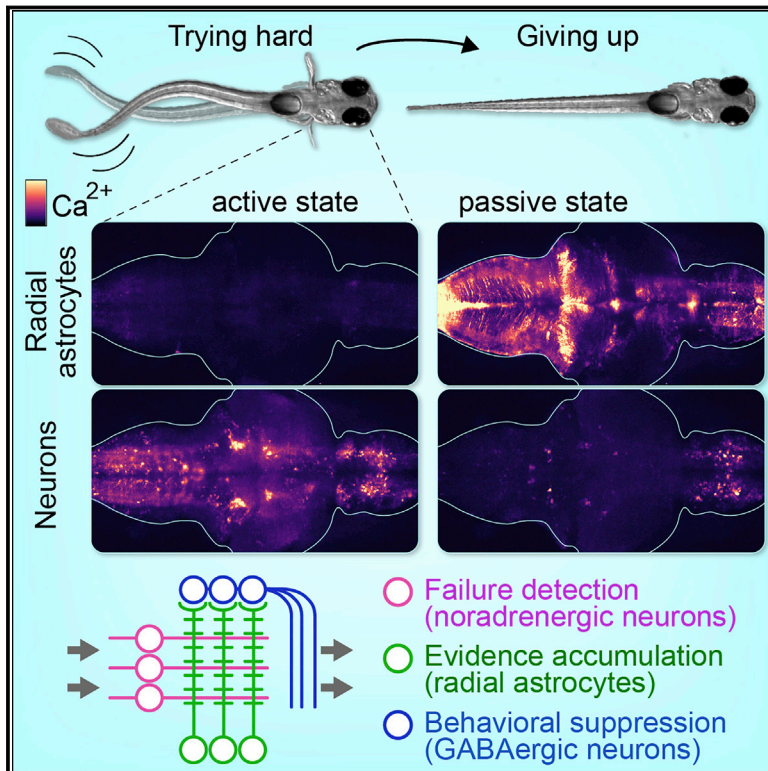 Trying hard
Giving up
Ca²⁺
active state
passive state
Radial
astrocytes
Neurons
Failure detection
(noradrenergic neurons)
Evidence accumulation
(radial astrocytes)
Behavioral suppression
(GABAergic neurons)